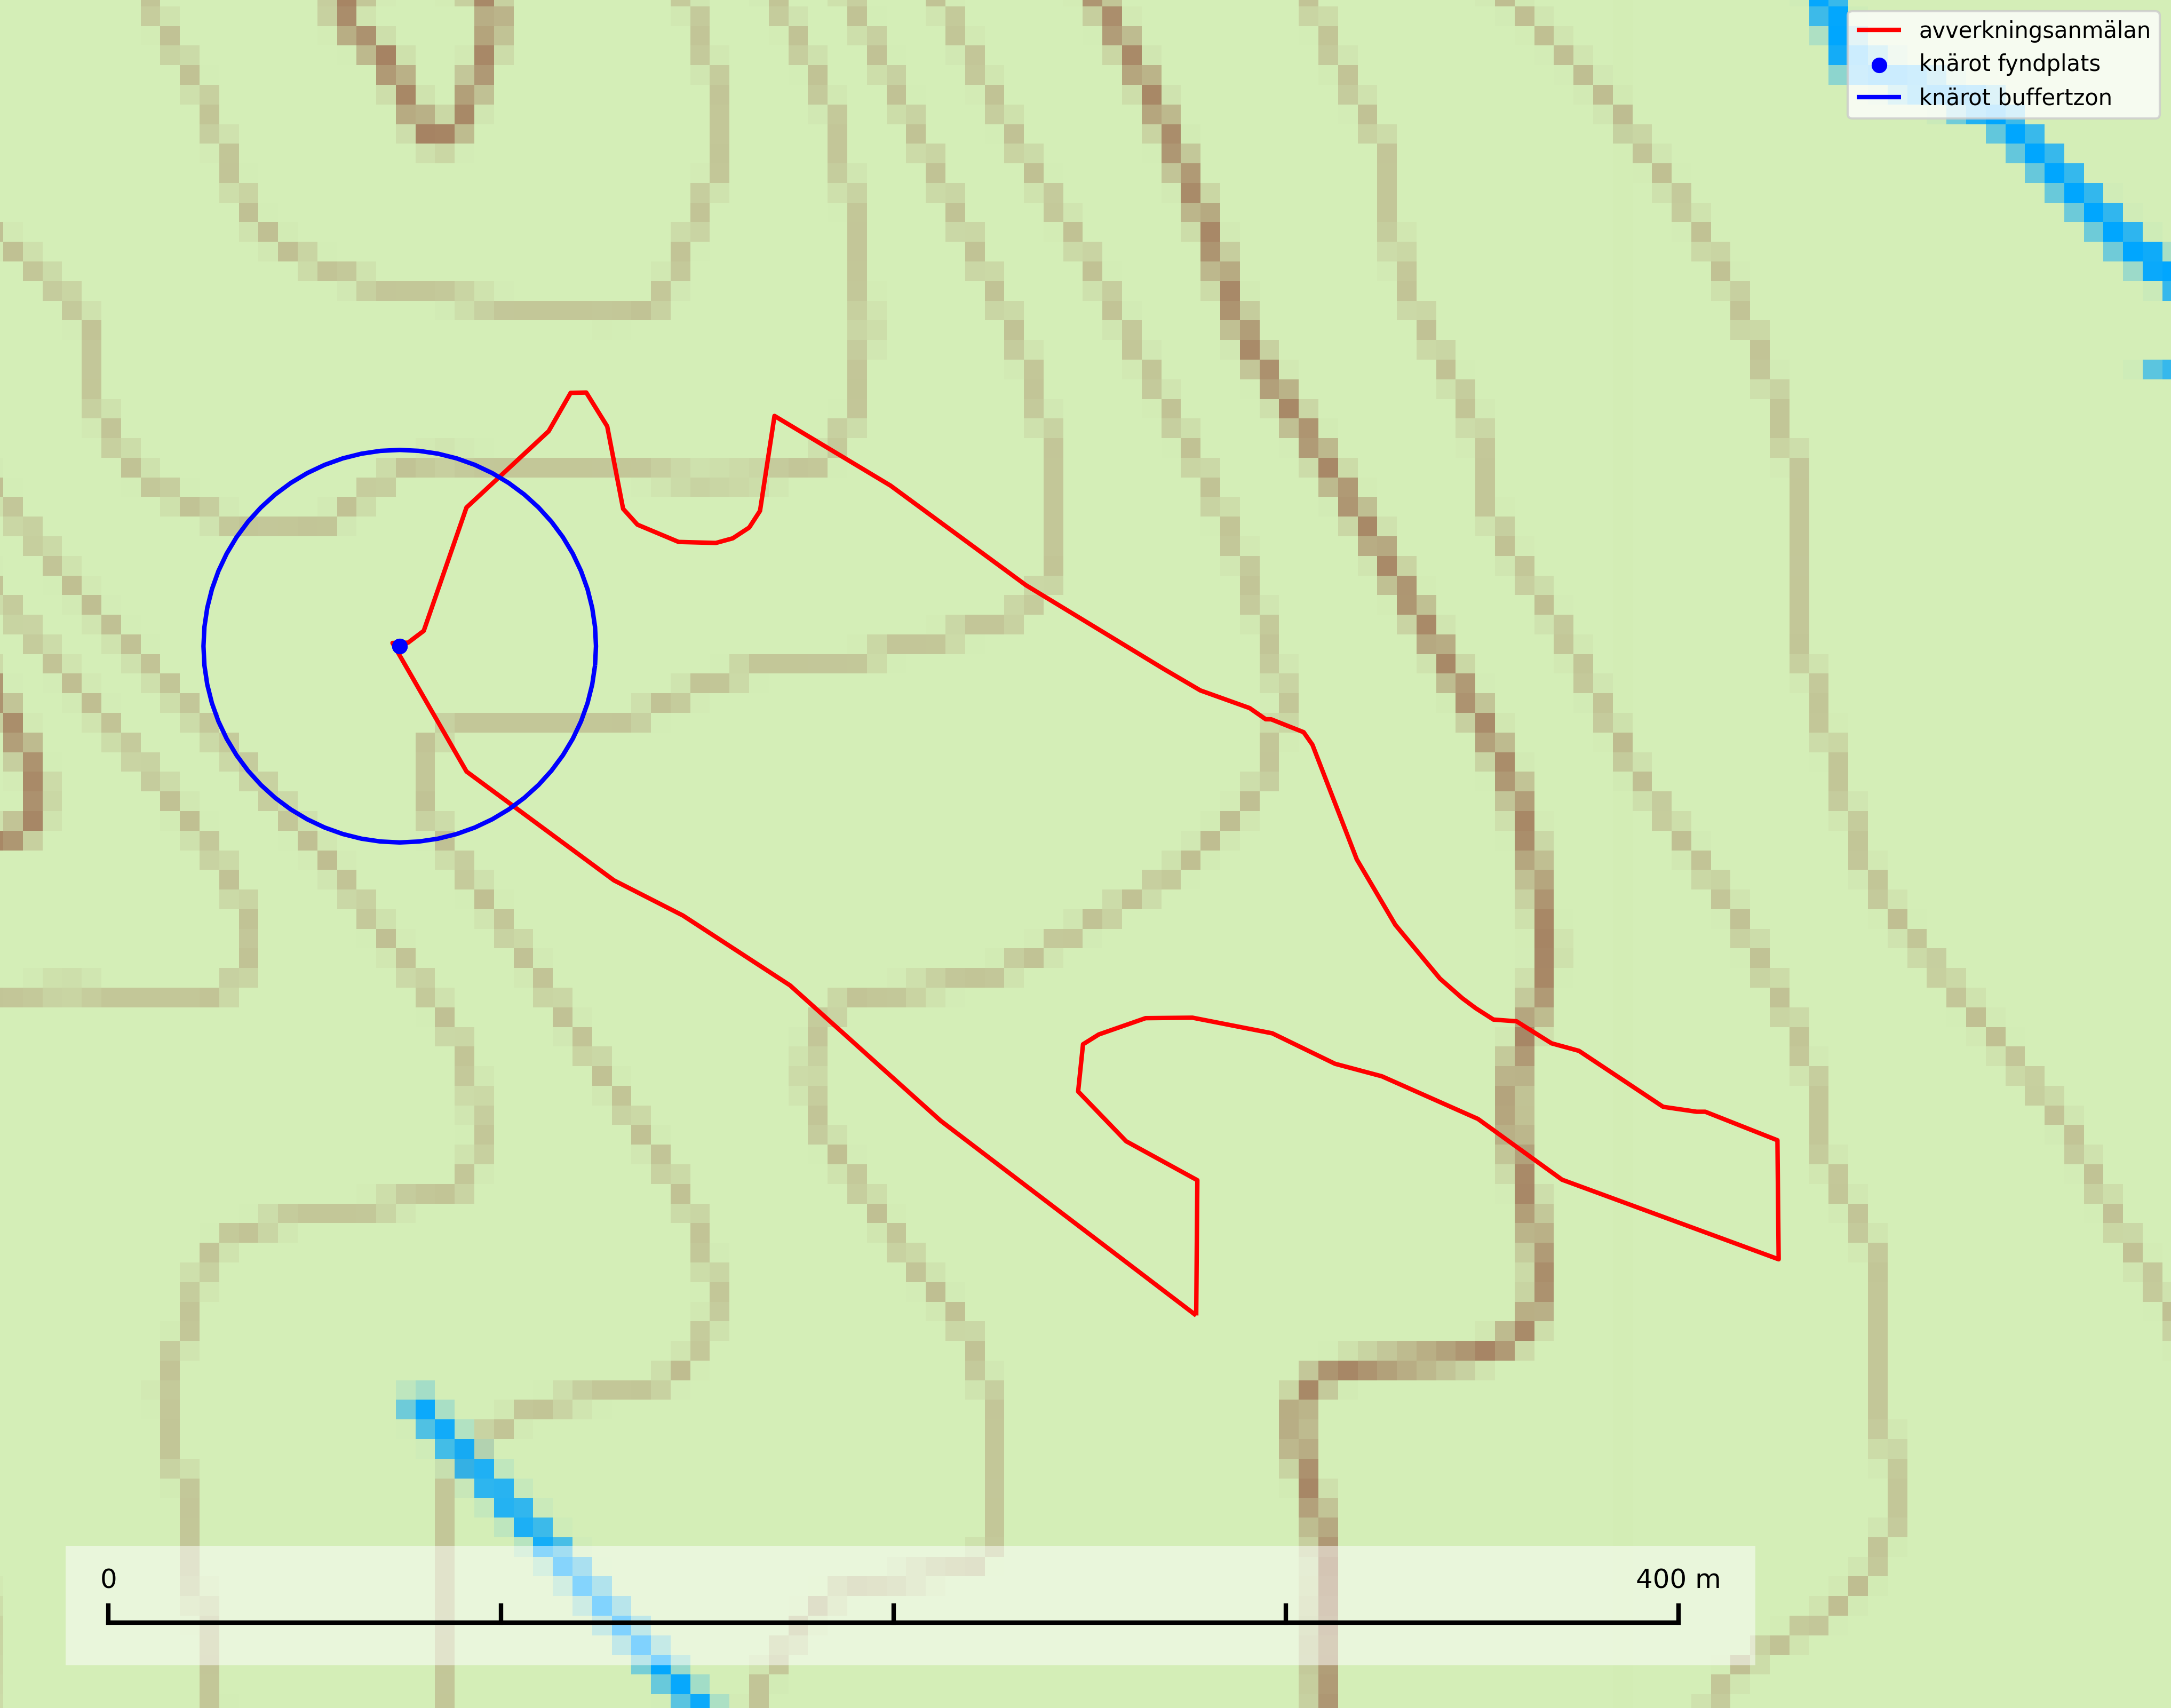 avverkningsanmälan
knärot fyndplats
knärot buffertzon
0 400 m